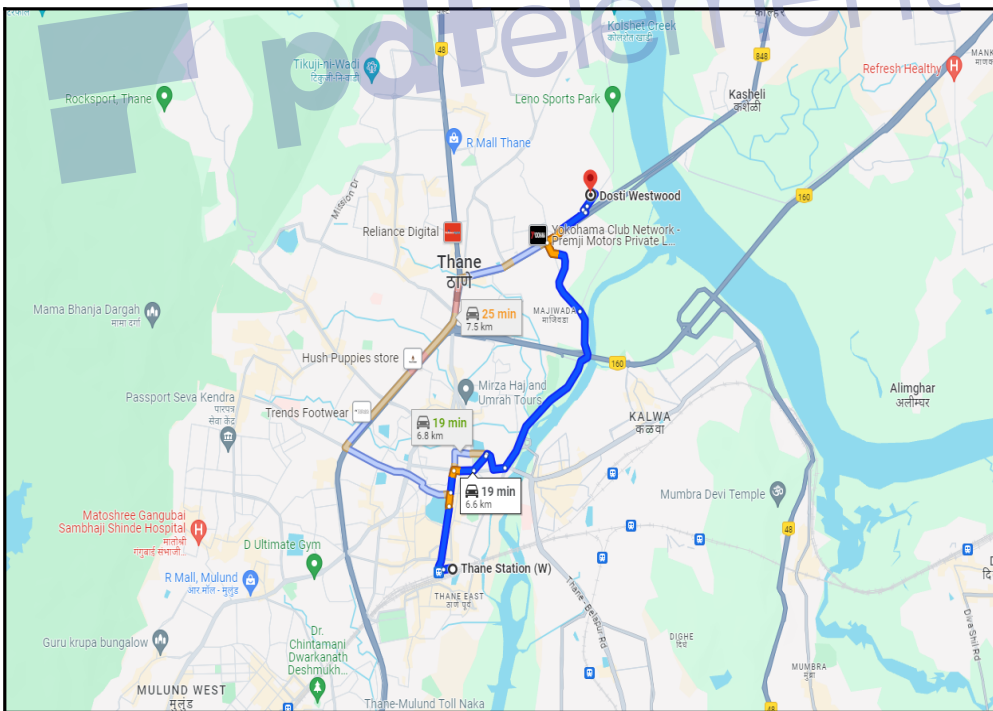 48
Kolshet Creek
कोलशेत खाडी
parelement
Tikuji-ni-Wadi
टिकुजी-नि-वाडी
848
Refresh Healthy
Rocksport, Thane
Leno Sports Park
Kasheli
कशेळी
R Mall Thane
160
Mission Dr
Dosti Westwood
Reliance Digital
Yokohama Club Network -
Premji Motors Private L...
Thane
ठाणे
Mama Bhanja Dargah
मामा दर्गा
25 min
7.5 km
MAJIWADA
माजिवडा
Hush Puppies store
160
Mirza Haj and
Umrah Tours
Alimghar
अलीमघर
Passport Seva Kendra
पारपत्र
सेवा केंद्र
Trends Footwear
19 min
6.8 km
KALWA
कळवा
19 min
6.6 km
Mumbra Devi Temple
Matoshree Gangubai
Sambhaji Shinde Hospital
मातोश्री
गंगुबाई संभाजी...
48
D Ultimate Gym
R Mall, Mulund
आर मॉल - मुलुंड
Thane Station (W)
THANE EAST
ठाणे पूर्व
Thane - Belapur Rd
Diva Shil Rd
Guru krupa bungalow
Dr.
Chintamani
Dwarkanath
Deshmukh...
DIGHE
दिघे
MUMBRA
मुंब्रा
MULUND WEST
मुलुंड
Thane-Mulund Toll Naka
48